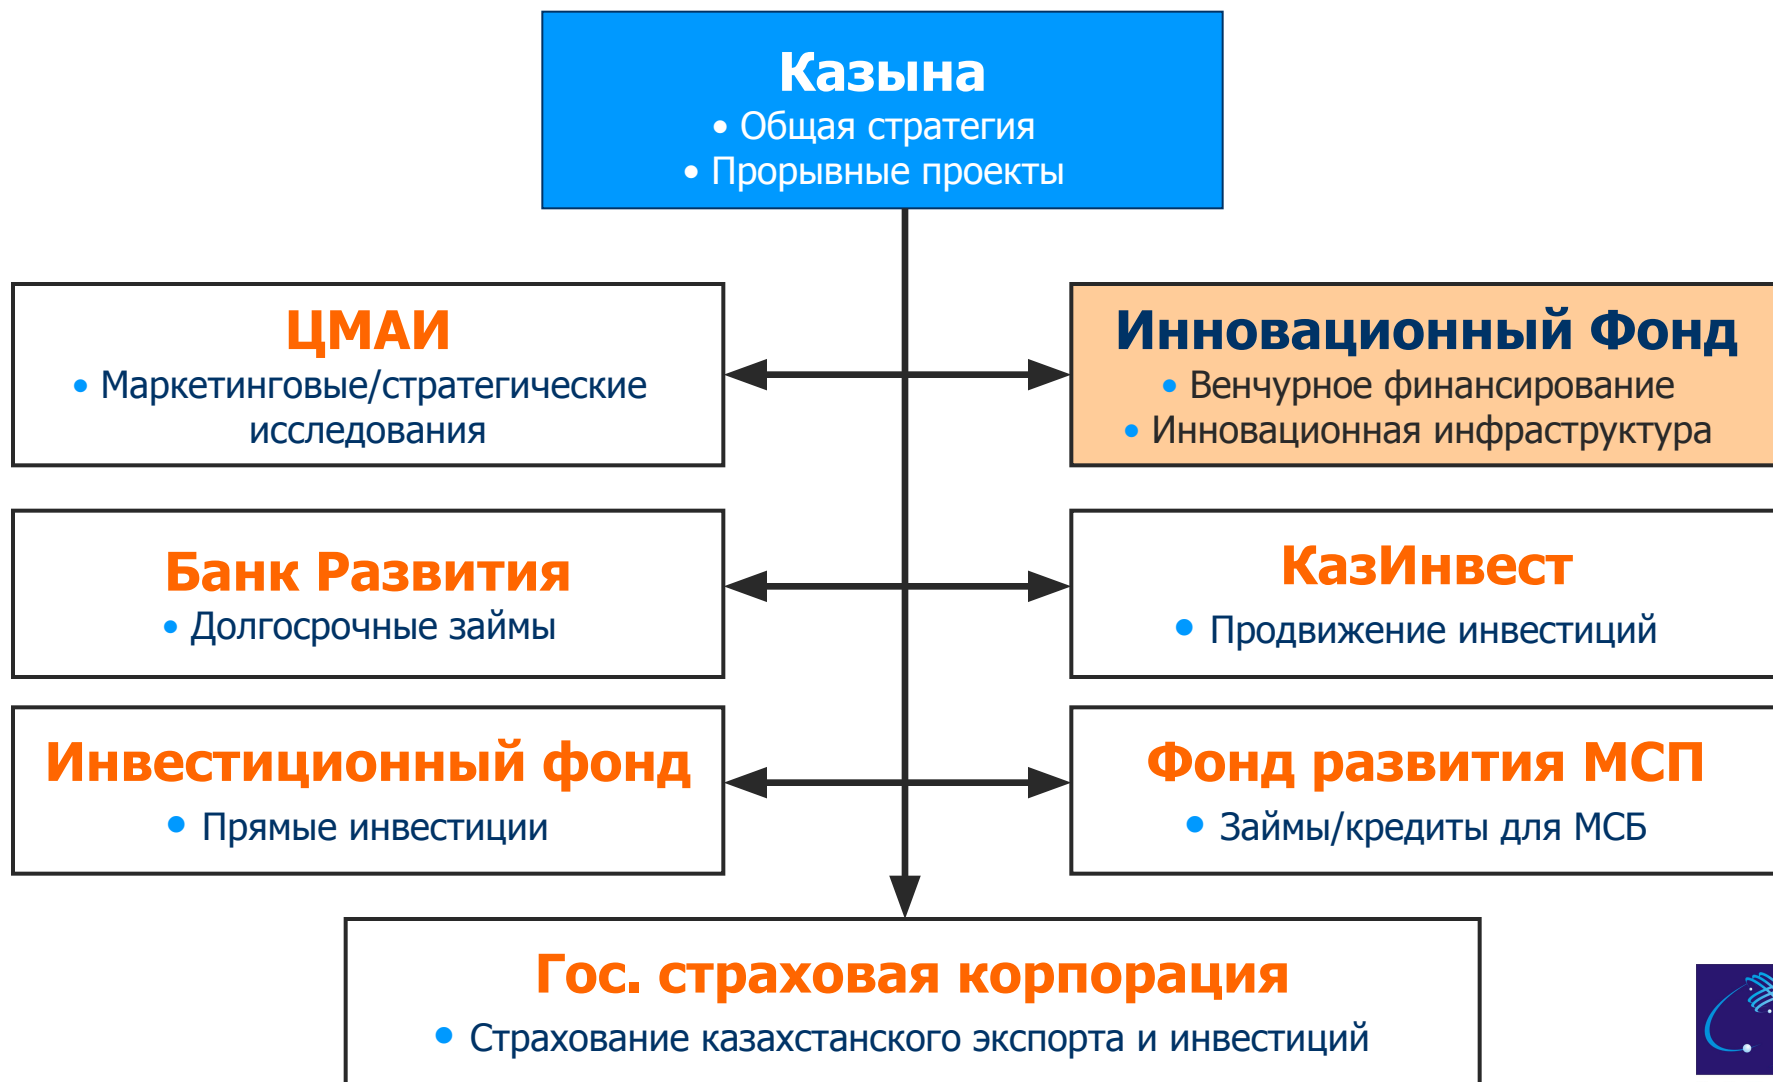 Казына
• Общая стратегия
• Прорывные проекты
ЦМАИ
• Маркетинговые/стратегические
исследования
Инновационный Фонд
• Венчурное финансирование
• Инновационная инфраструктура
Банк Развития
• Долгосрочные займы
КазИнвест
• Продвижение инвестиций
Инвестиционный фонд
• Прямые инвестиции
Фонд развития МСП
• Займы/кредиты для МСБ
Гос. страховая корпорация
• Страхование казахстанского экспорта и инвестиций